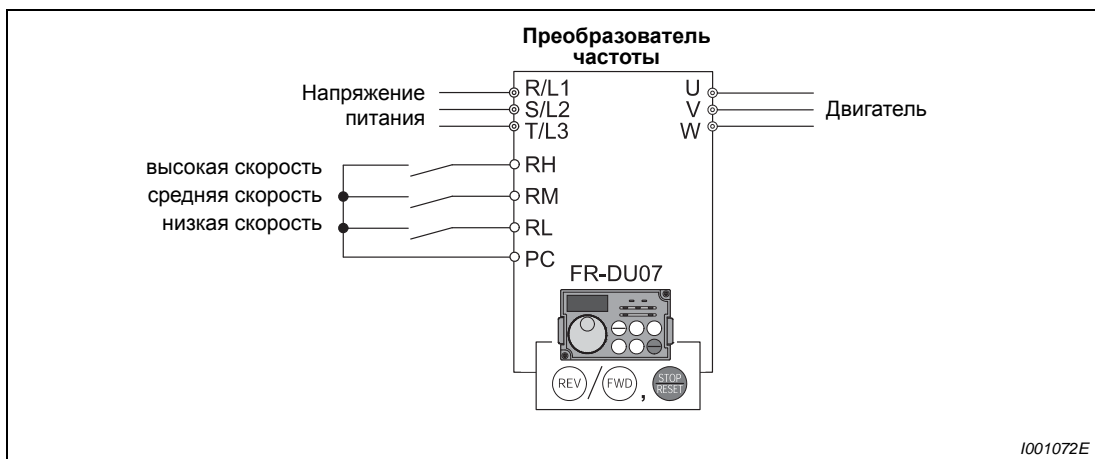 Преобразователь
частоты
Напряжение
питания
R/L1
S/L2
T/L3
U
V
W
Двигатель
высокая скорость
средняя скорость
низкая скорость
RH
RM
RL
PC
FR-DU07
REV / FWD , STOP
RESET
I001072E